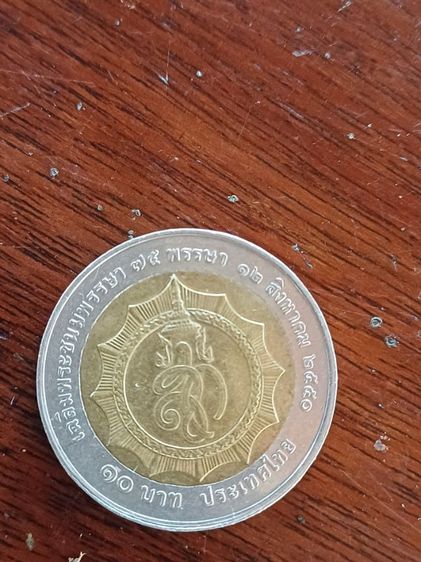 เฉลิมพระชนมพรรษา ๗๕ พรรษา ๑๒ สิงหาคม ๒๕๕๐
๑๐ บาท ประเทศไทย